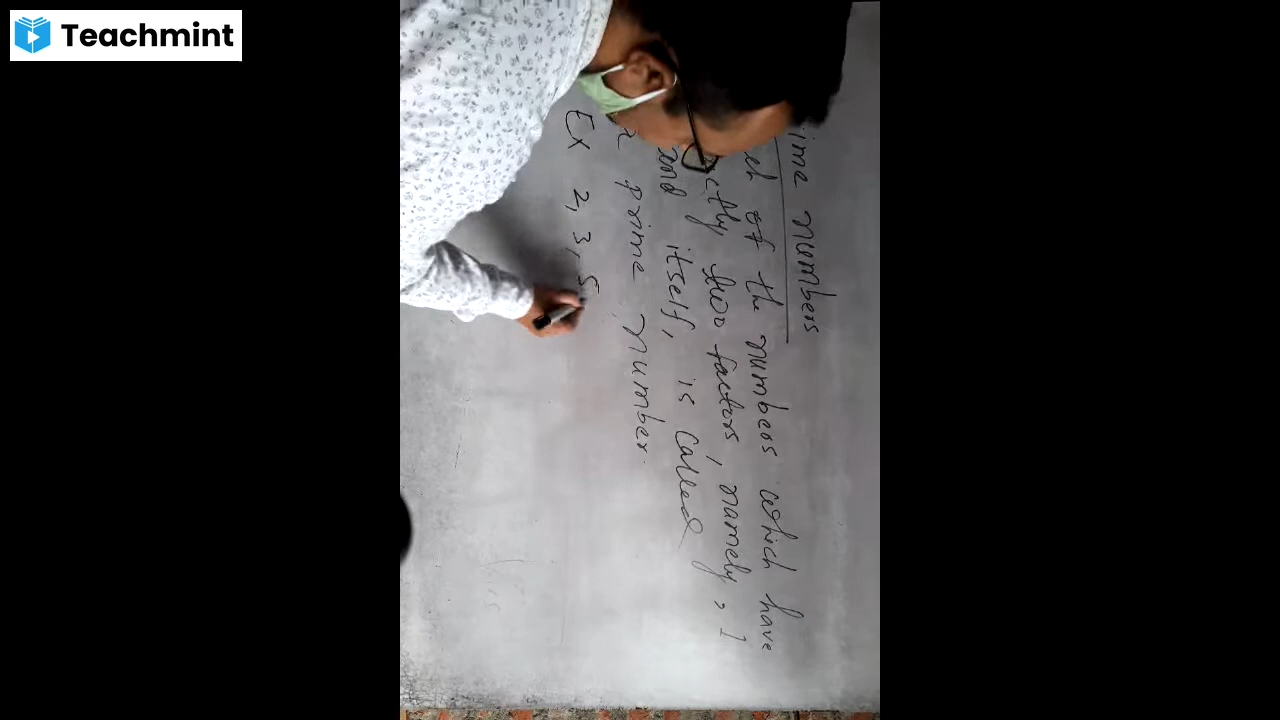 Teachmint
ime numbers
ch of the numbers which have
ctly two factors, namely, 1
and itself, is called
prime number.
Ex 2, 3, 5